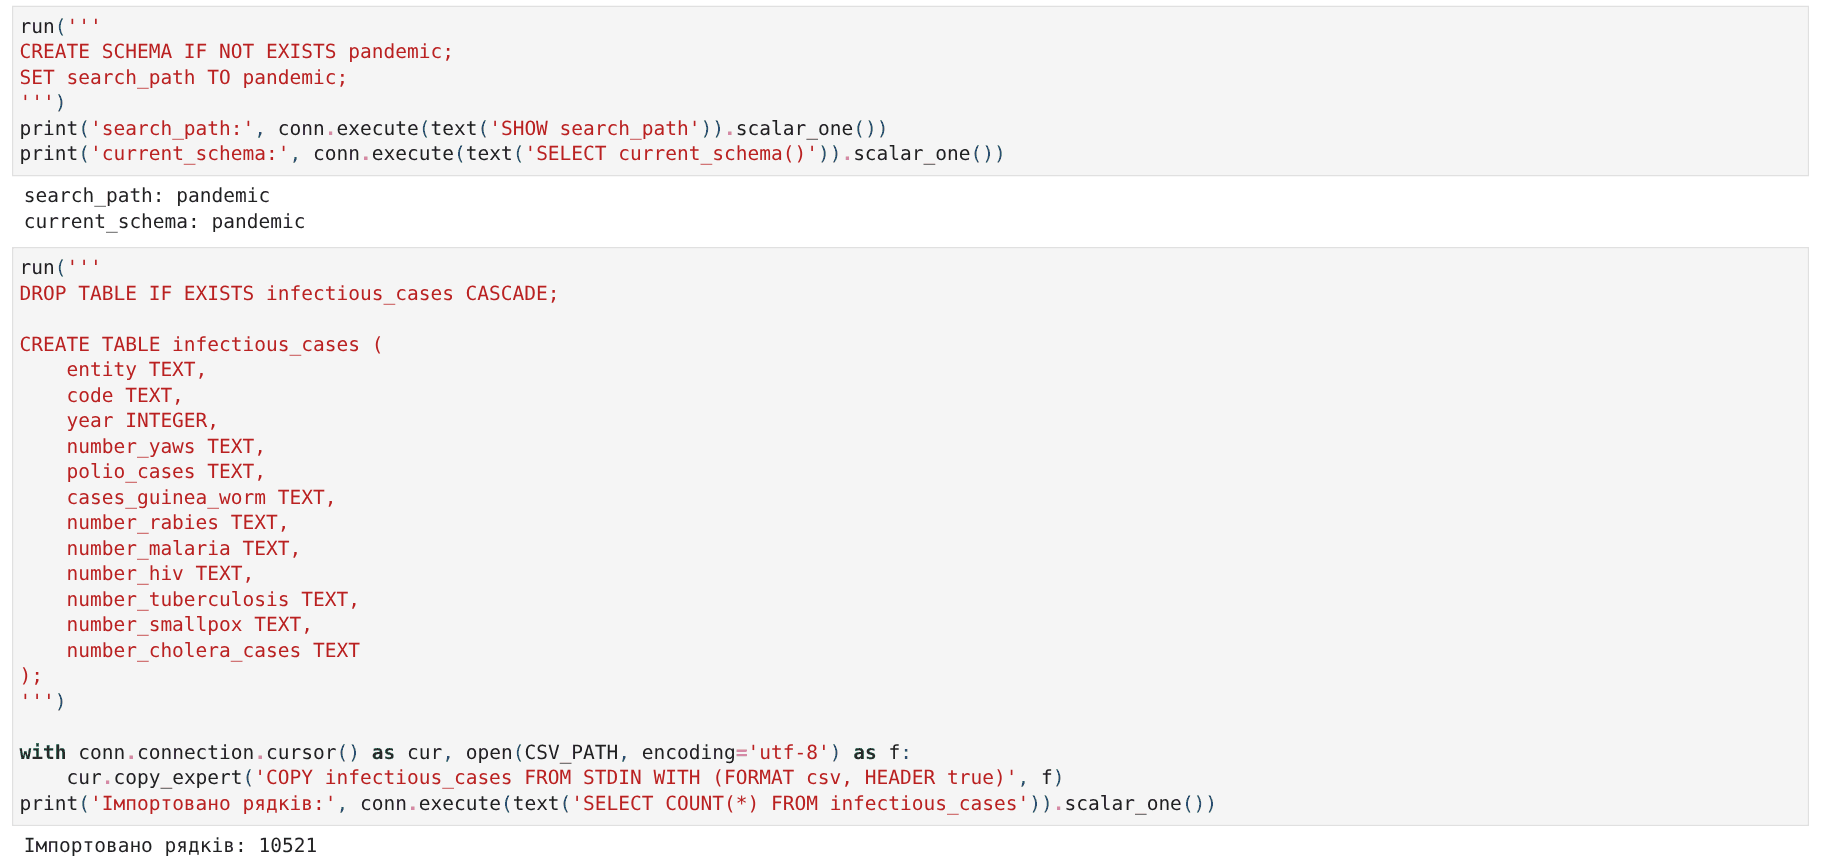 run('''
CREATE SCHEMA IF NOT EXISTS pandemic;
SET search_path TO pandemic;
''')
print('search_path:', conn.execute(text('SHOW search_path')).scalar_one())
print('current_schema:', conn.execute(text('SELECT current_schema()')).scalar_one())
search_path: pandemic
current_schema: pandemic
run('''
DROP TABLE IF EXISTS infectious_cases CASCADE;

CREATE TABLE infectious_cases (
    entity TEXT,
    code TEXT,
    year INTEGER,
    number_yaws TEXT,
    polio_cases TEXT,
    cases_guinea_worm TEXT,
    number_rabies TEXT,
    number_malaria TEXT,
    number_hiv TEXT,
    number_tuberculosis TEXT,
    number_smallpox TEXT,
    number_cholera_cases TEXT
);
''')

with conn.connection.cursor() as cur, open(CSV_PATH, encoding='utf-8') as f:
    cur.copy_expert('COPY infectious_cases FROM STDIN WITH (FORMAT csv, HEADER true)', f)
print('Імпортовано рядків:', conn.execute(text('SELECT COUNT(*) FROM infectious_cases')).scalar_one())
Імпортовано рядків: 10521